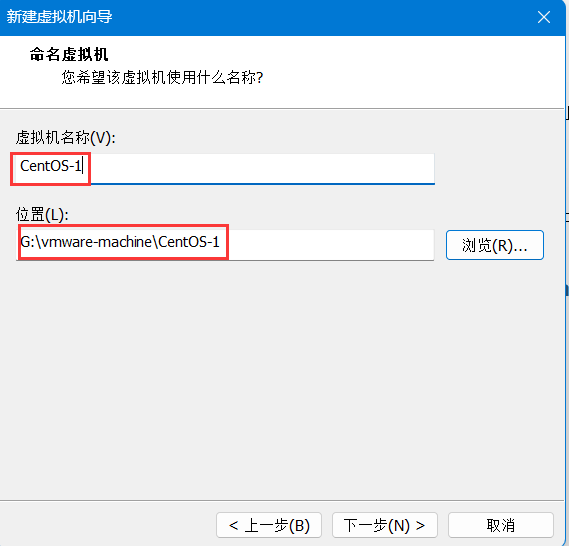 新建虚拟机向导
命名虚拟机
您希望该虚拟机使用什么名称?
虚拟机名称(V):
CentOS-1
位置(L):
G:\vmware-machine\CentOS-1
浏览(R)...
< 上一步(B)
下一步(N) >
取消